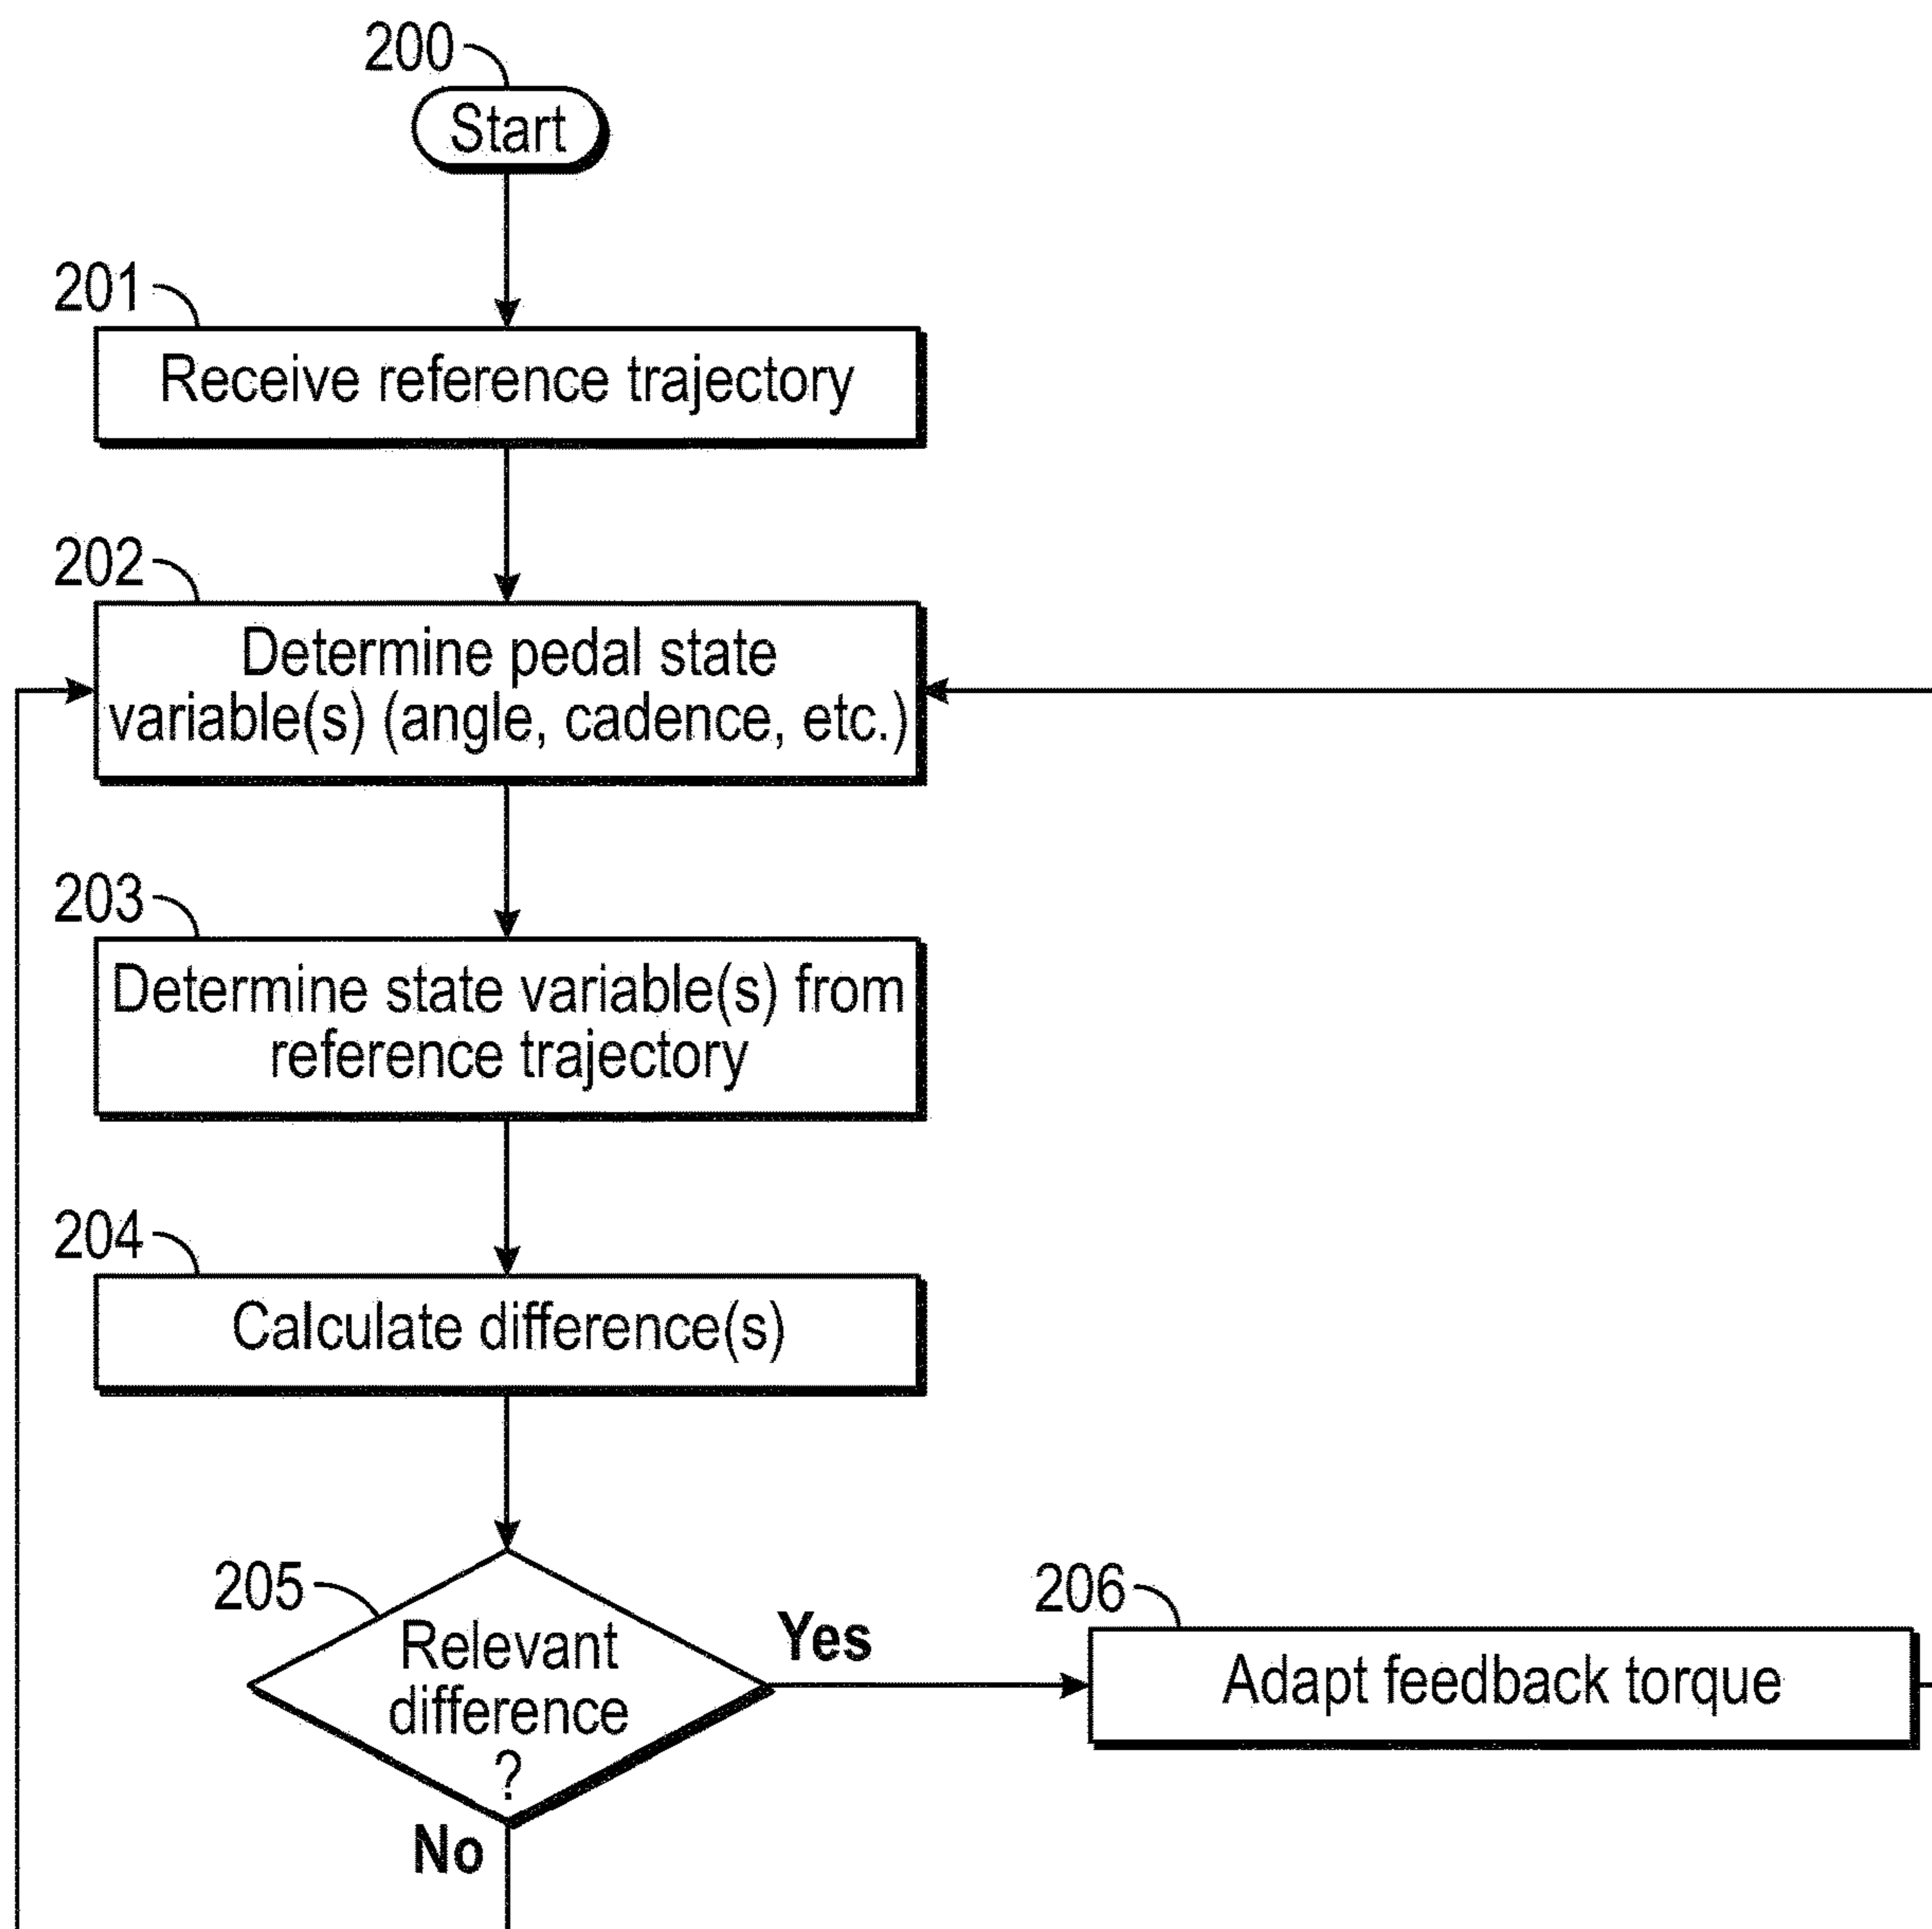 200
Start
201
Receive reference trajectory
202
Determine pedal state
variable(s) (angle, cadence, etc.)
203
Determine state variable(s) from
reference trajectory
204
Calculate difference(s)
205
Relevant
difference
?
Yes
206
Adapt feedback torque
No